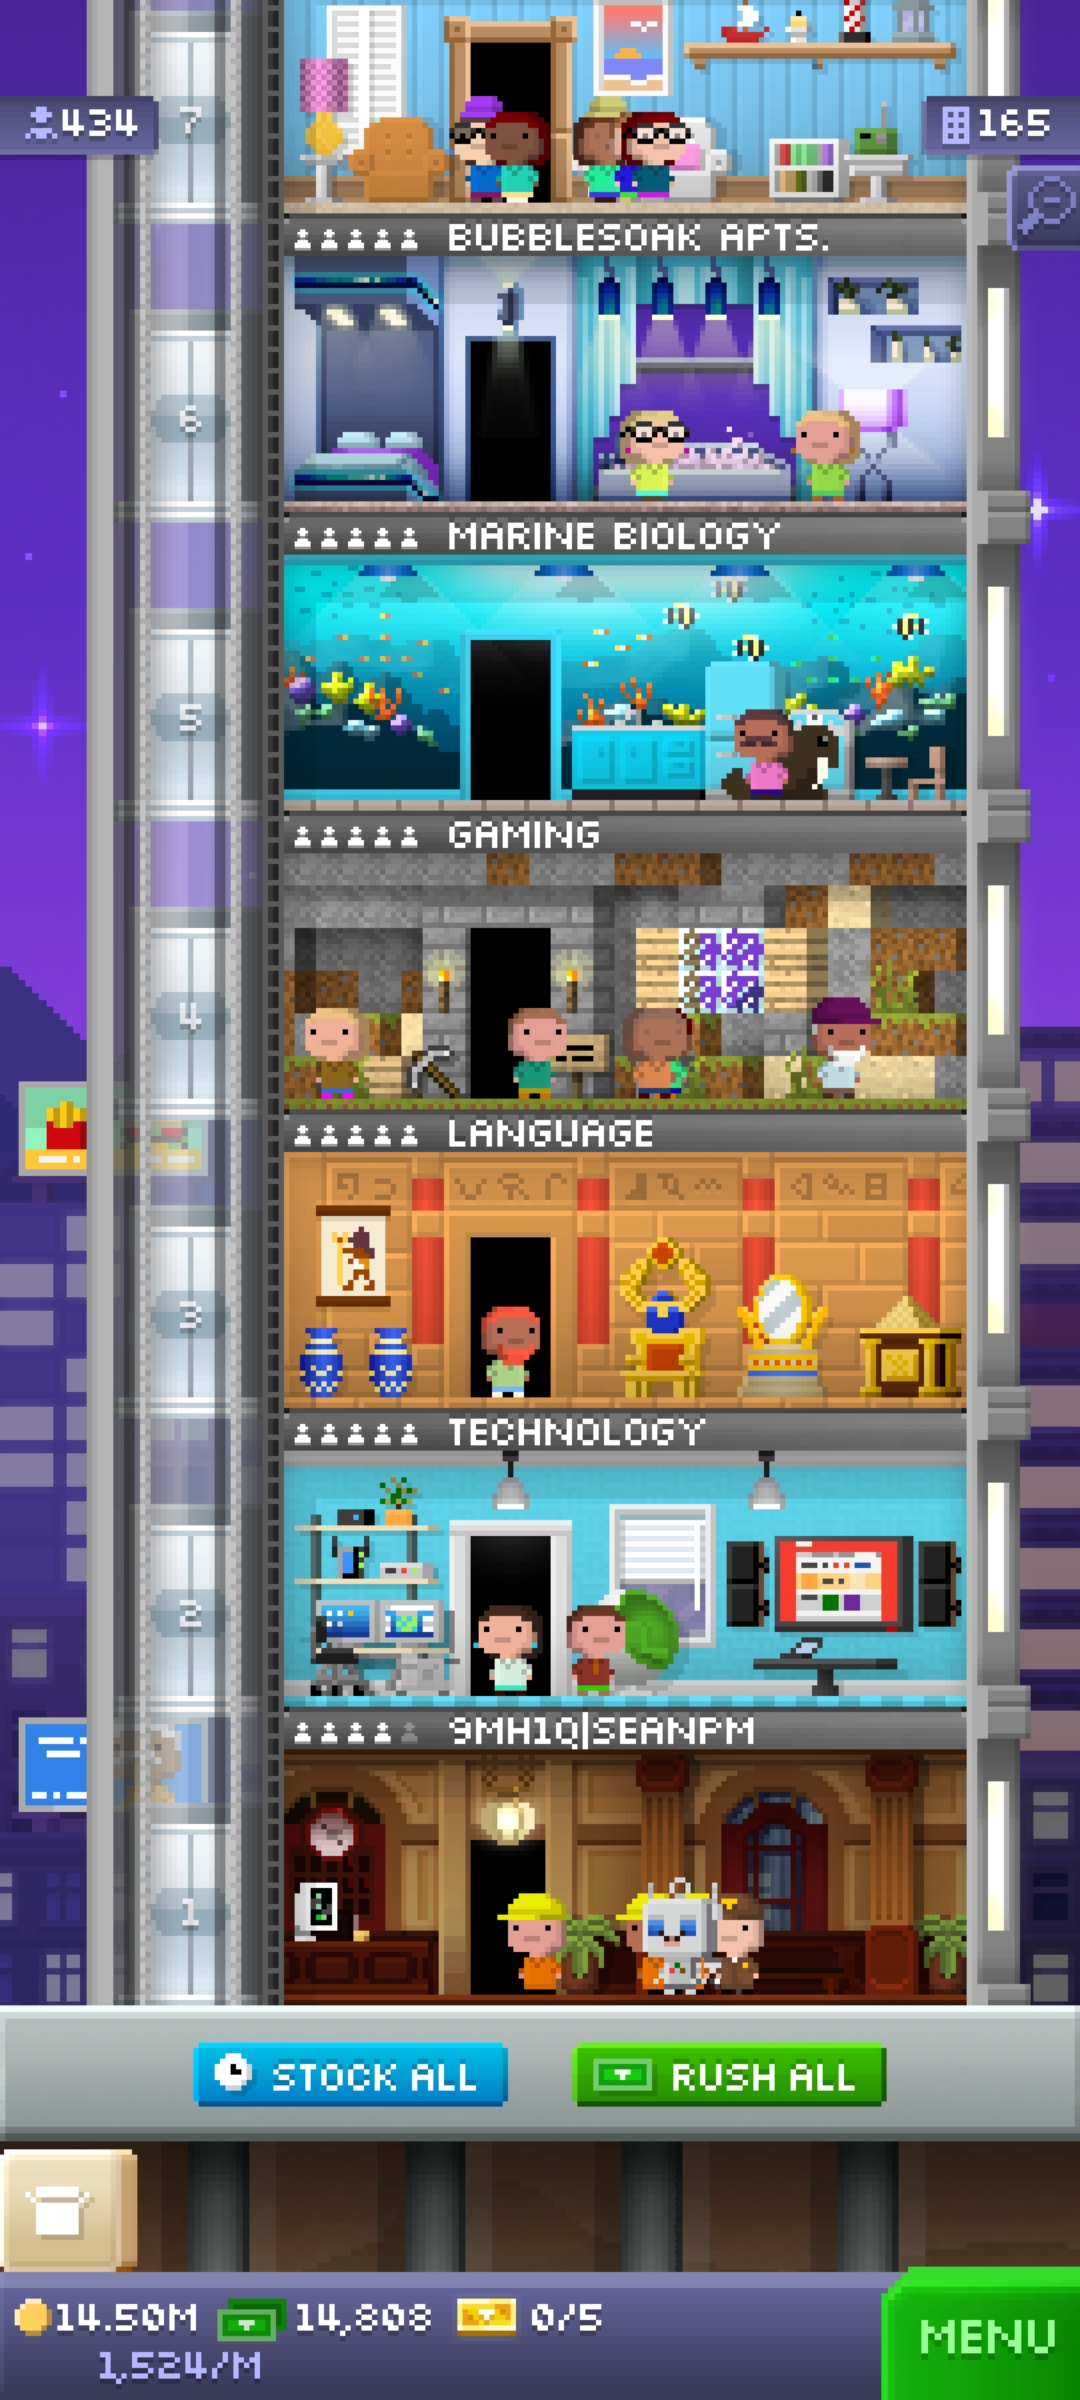 434
7
165
BUBBLESOAK APTS.
6
MARINE BIOLOGY
5
GAMING
4
LANGUAGE
3
TECHNOLOGY
2
9MH1Q|SEANPM
1
STOCK ALL
RUSH ALL
14.50M 14,808 0/5
1,524/M
MENU